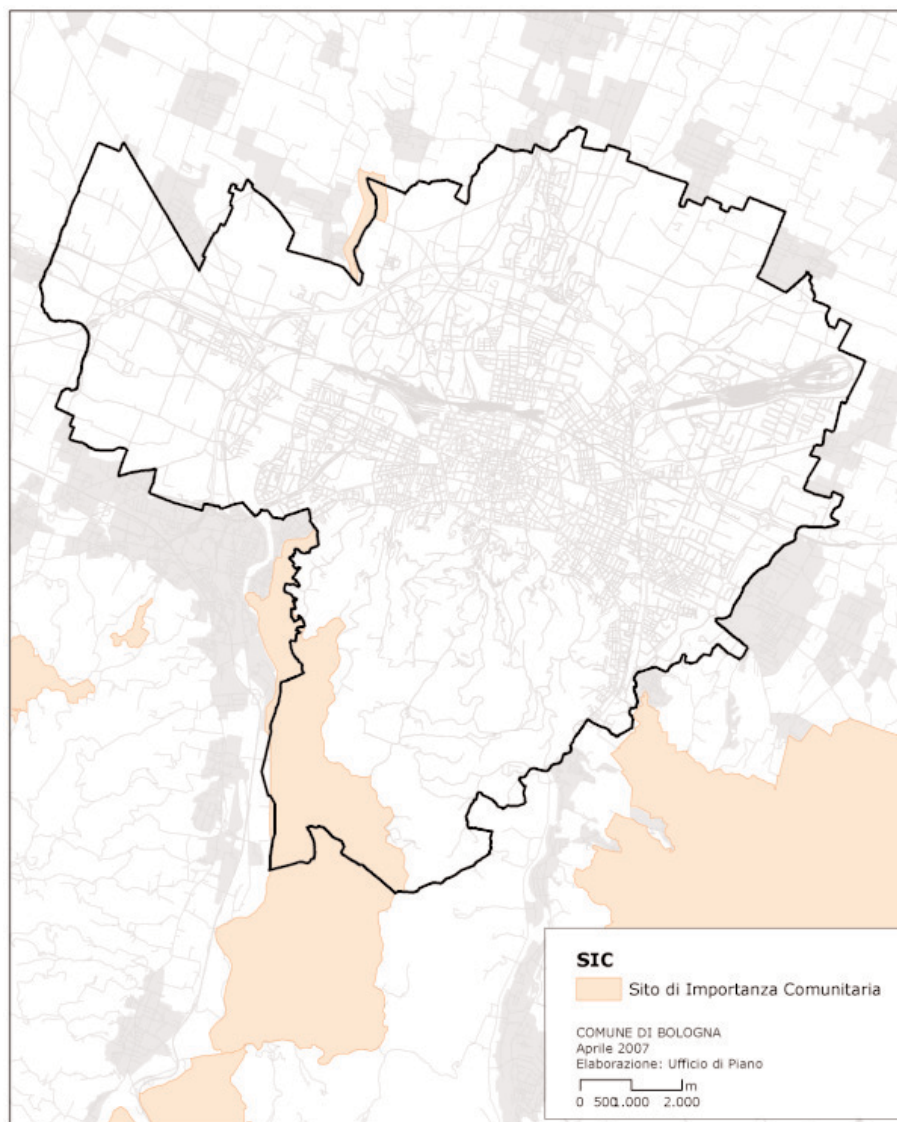 SIC
Sito di Importanza Comunitaria
COMUNE DI BOLOGNA
Aprile 2007
Elaborazione: Ufficio di Piano
m
0 500 1.000 2.000